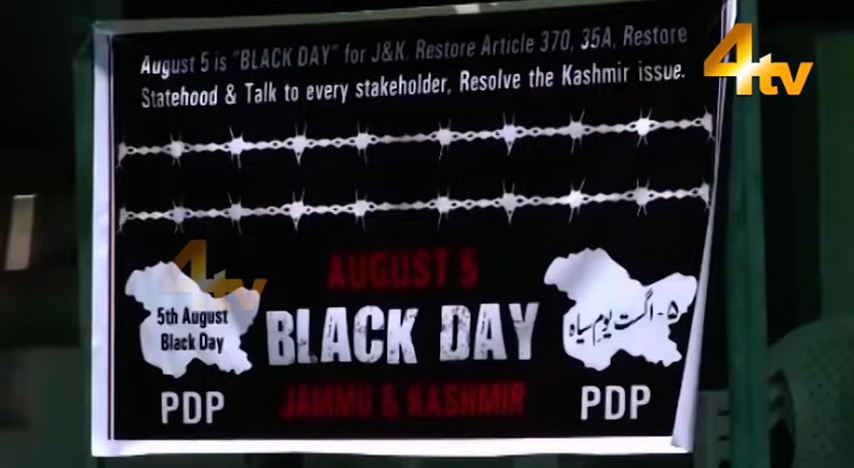 4tv
August 5 is "BLACK DAY" for J&K. Restore Article 370, 35A, Restore
Statehood & Talk to every stakeholder, Resolve the Kashmir issue.
4tv
AUGUST 5
5th August
Black Day
BLACK DAY
۵-اگست یومِ سیاہ
PDP
JAMMU & KASHMIR
PDP